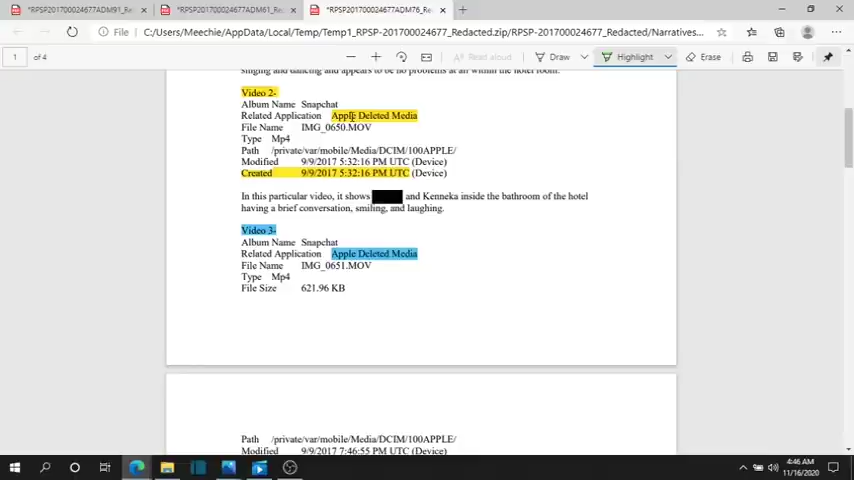 *RPSP201700024677ADM91_Re
*RPSP201700024677ADM61_Redac
*RPSP201700024677ADM76_Redac
File
C:/Users/Meechie/AppData/Local/Temp/Temp1_RPSP-201700024677_Redacted.zip/RPSP-201700024677_Redacted/Narratives...
1 of 4
Read aloud
Draw
Highlight
Erase
singing and dancing and appears to be no problems at all within the hotel room.
Video 2-
Album Name Snapchat
Related Application Apple Deleted Media
File Name IMG_0650.MOV
Type Mp4
Path /private/var/mobile/Media/DCIM/100APPLE/
Modified 9/9/2017 5:32:16 PM UTC (Device)
Created 9/9/2017 5:32:16 PM UTC (Device)
In this particular video, it shows and Kenneka inside the bathroom of the hotel
having a brief conversation, smiling, and laughing.
Video 3-
Album Name Snapchat
Related Application Apple Deleted Media
File Name IMG_0651.MOV
Type Mp4
File Size 621.96 KB
Path /private/var/mobile/Media/DCIM/100APPLE/
Modified 9/9/2017 7:46:55 PM UTC (Device)
4:46 AM
11/16/2020